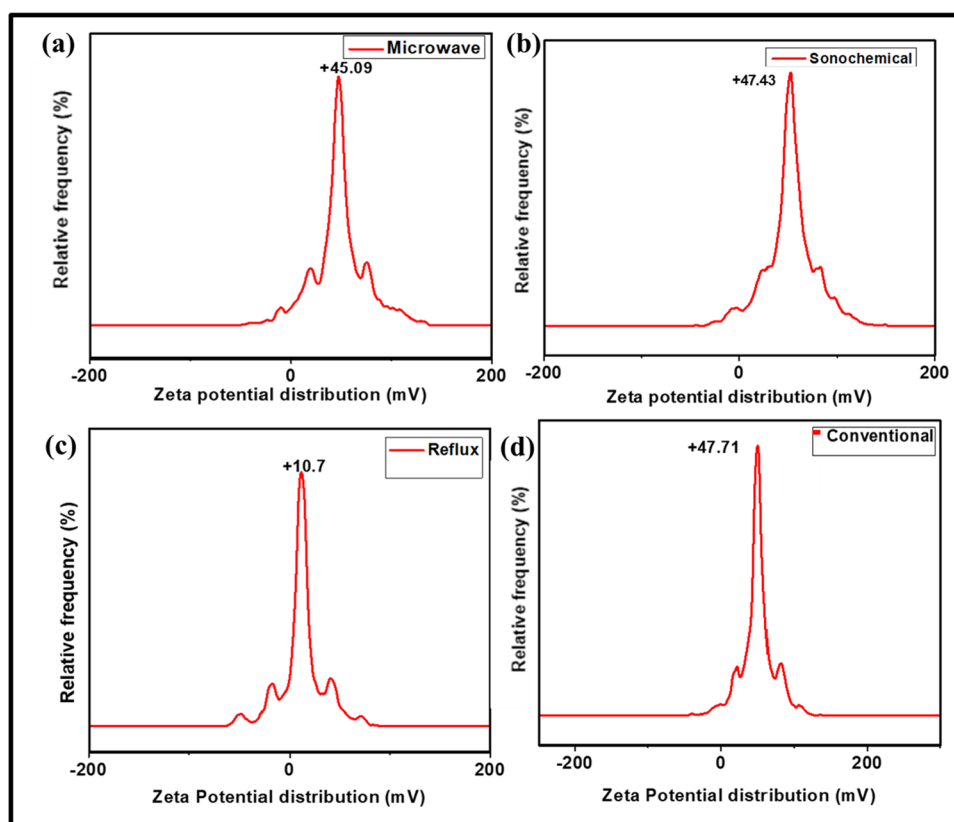 (a)
Microwave
+45.09
Relative frequency (%)
-200
0
200
Zeta potential distribution (mV)
(b)
Sonochemical
+47.43
Relative frequency (%)
-200
0
200
Zeta potential distribution (mV)
(c)
Reflux
+10.7
Relative frequency (%)
-200
0
200
Zeta Potential distribution (mV)
(d)
Conventional
+47.71
Relative frequency (%)
-200
0
200
Zeta Potential distribution (mV)